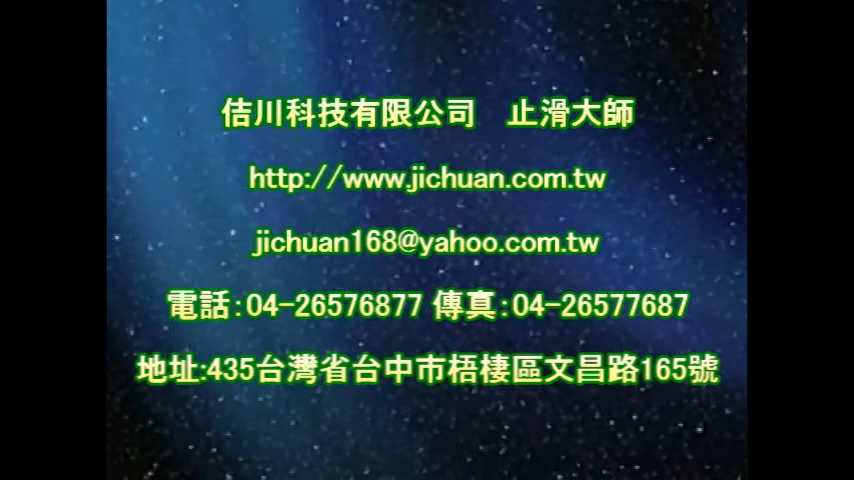 佶川科技有限公司　止滑大師
http://www.jichuan.com.tw
jichuan168@yahoo.com.tw
電話:04-26576877 傳真:04-26577687
地址:435台灣省台中市梧棲區文昌路165號